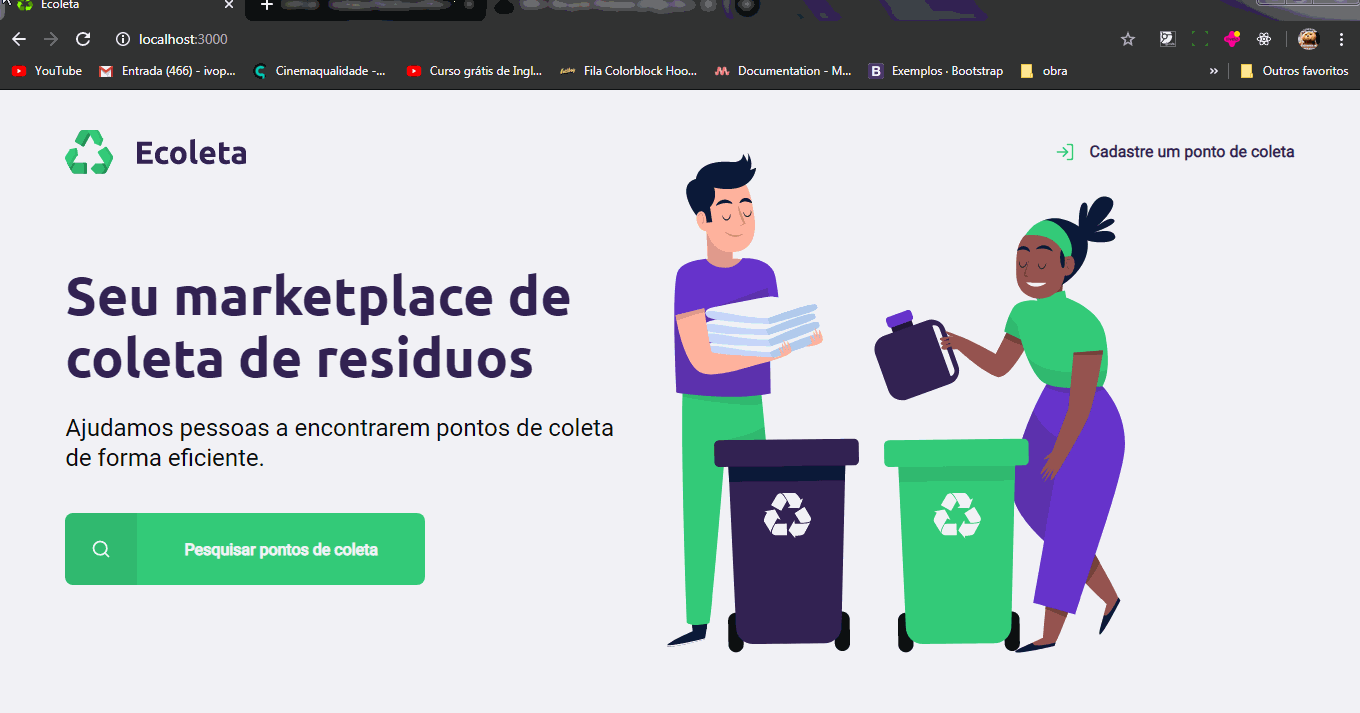 Ecoleta
localhost:3000
YouTube Entrada (466) - ivop... Cinemaqualidade -... Curso grátis de Ingl... Fila Colorblock Hoo... Documentation - M... Exemplos · Bootstrap obra » Outros favoritos
Ecoleta
Cadastre um ponto de coleta
Seu marketplace de
coleta de residuos
Ajudamos pessoas a encontrarem pontos de coleta
de forma eficiente.
Pesquisar pontos de coleta